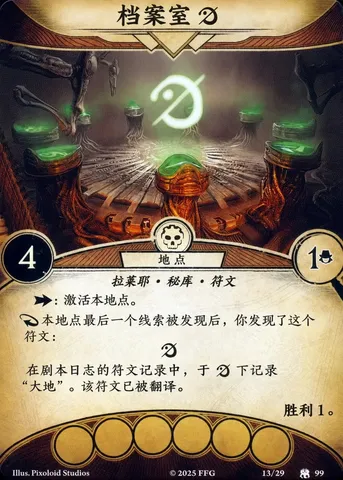 档案室
4
地点
1
拉莱耶·秘库·符文
：激活本地点。
本地点最后一个线索被发现后，你发现了这个
符文：
在剧本日志的符文记录中，于 下记录
“大地”。该符文已被翻译。
胜利 1。
Illus. Pixoloid Studios
© 2025 FFG
13/29
99